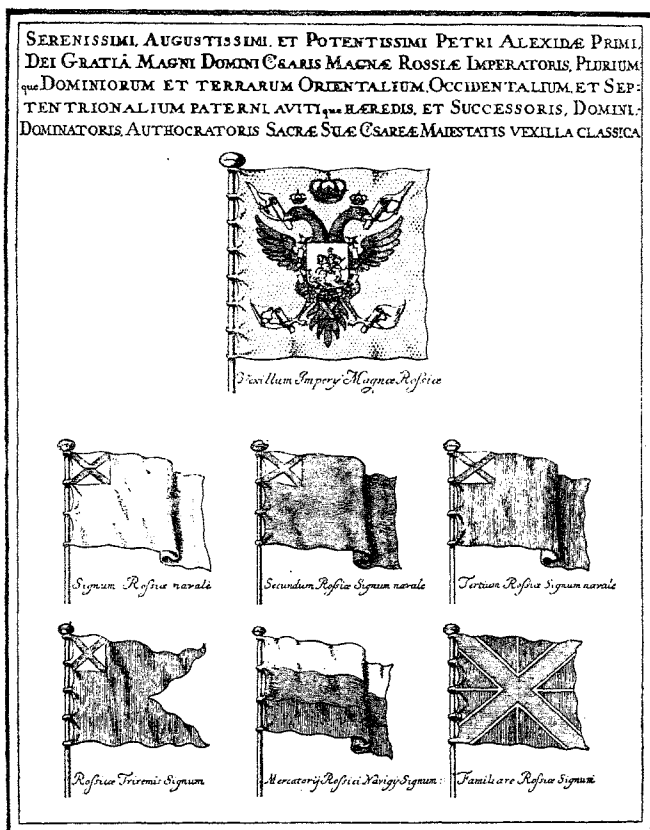 SERENISSIMI, AUGUSTISSIMI, ET POTENTISSIMI PETRI ALEXIDÆ PRIMI,
DEI GRATIÂ MAGNI DOMINI CÆSARIS MAGNÆ ROSSIÆ IMPERATORIS, PLURIUM
que DOMINIORUM ET TERRARUM ORIENTALIUM, OCCIDENTALIUM, ET SEP=
TENTRIONALIUM PATERNI, AVITI que HÆREDIS, ET SUCCESSORIS, DOMINI,
DOMINATORIS, AUTHOCRATORIS SACRÆ SUÆ CÆSAREÆ MAIESTATIS VEXILLA CLASSICA
Vexillum Impery Magnæ Roſsiæ
Signum Roſsiæ navale
Secundum Roſsiæ Signum navale
Tertium Roſsiæ Signum navale
Roſsiæ Triremis Signum
Mercatorij Roſsici Navigij Signum:
Familiare Roſsiæ Signum